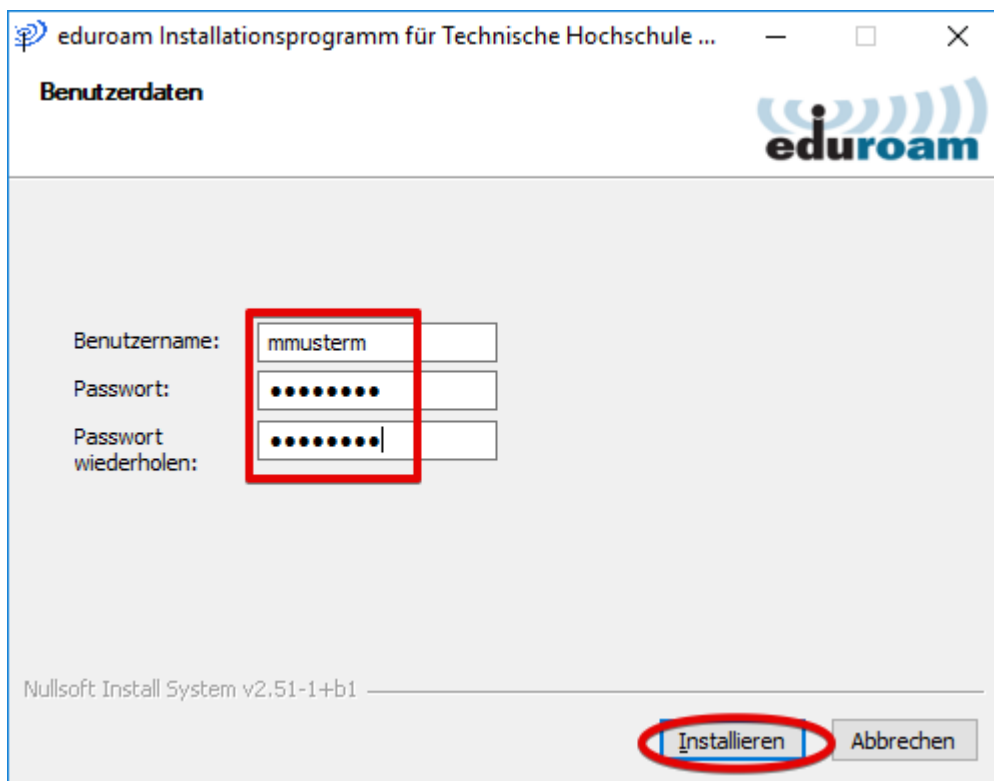 eduroam Installationsprogramm für Technische Hochschule ...
Benutzerdaten
eduroam
Benutzername:
mmusterm
Passwort:
●●●●●●●●
Passwort
wiederholen:
●●●●●●●●
Nullsoft Install System v2.51-1+b1
Installieren
Abbrechen